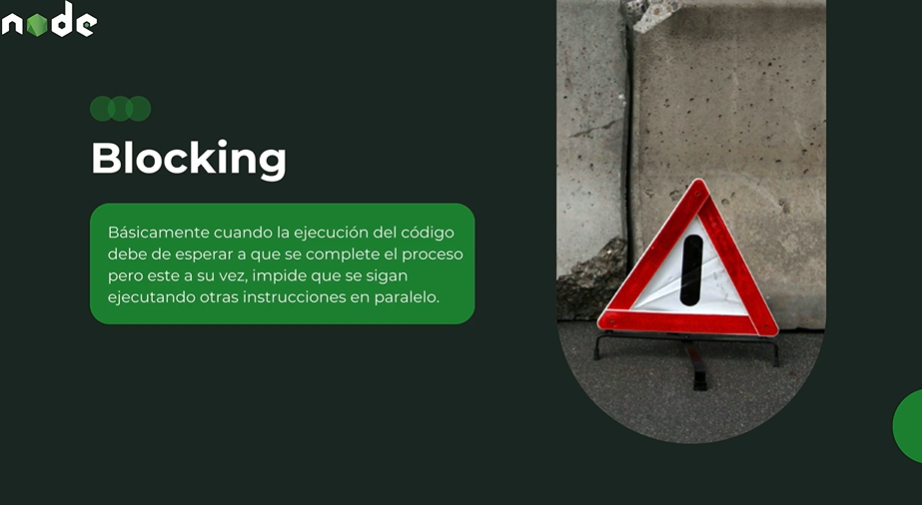 node
Blocking
Básicamente cuando la ejecución del código
debe de esperar a que se complete el proceso
pero este a su vez, impide que se sigan
ejecutando otras instrucciones en paralelo.